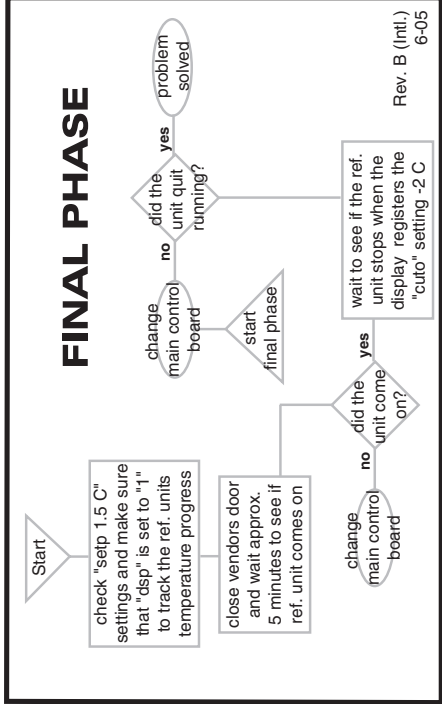 FINAL PHASE
Start
check "setp 1.5 C"
settings and make sure
that "dsp" is set to "1"
to track the ref. units
temperature progress
close vendors door
and wait approx.
5 minutes to see if
ref. unit comes on
did the
unit come
on?
no
change
main control
board
yes
wait to see if the ref.
unit stops when the
display registers the
"cuto" setting -2 C
did the
unit quit
running?
no
change
main control
board
start
final phase
yes
problem
solved
Rev. B (Intl.)
6-05